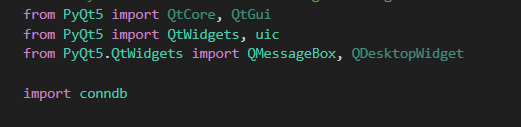 from PyQt5 import QtCore, QtGui
from PyQt5 import QtWidgets, uic
from PyQt5.QtWidgets import QMessageBox, QDesktopWidget
import conndb